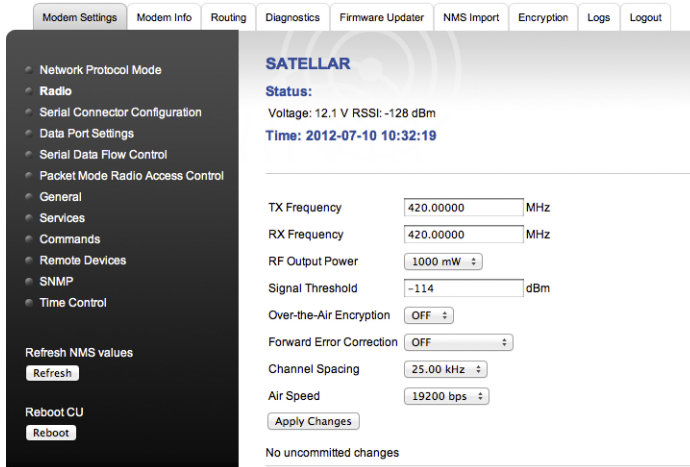 Modem Settings Modem Info Routing Diagnostics Firmware Updater NMS Import Encryption Logs Logout
Network Protocol Mode
Radio
Serial Connector Configuration
Data Port Settings
Serial Data Flow Control
Packet Mode Radio Access Control
General
Services
Commands
Remote Devices
SNMP
Time Control
Refresh NMS values
Refresh
Reboot CU
Reboot
SATELLAR
Status:
Voltage: 12.1 V RSSI: -128 dBm
Time: 2012-07-10 10:32:19
TX Frequency 420.00000 MHz
RX Frequency 420.00000 MHz
RF Output Power 1000 mW
Signal Threshold -114 dBm
Over-the-Air Encryption OFF
Forward Error Correction OFF
Channel Spacing 25.00 kHz
Air Speed 19200 bps
Apply Changes
No uncommitted changes